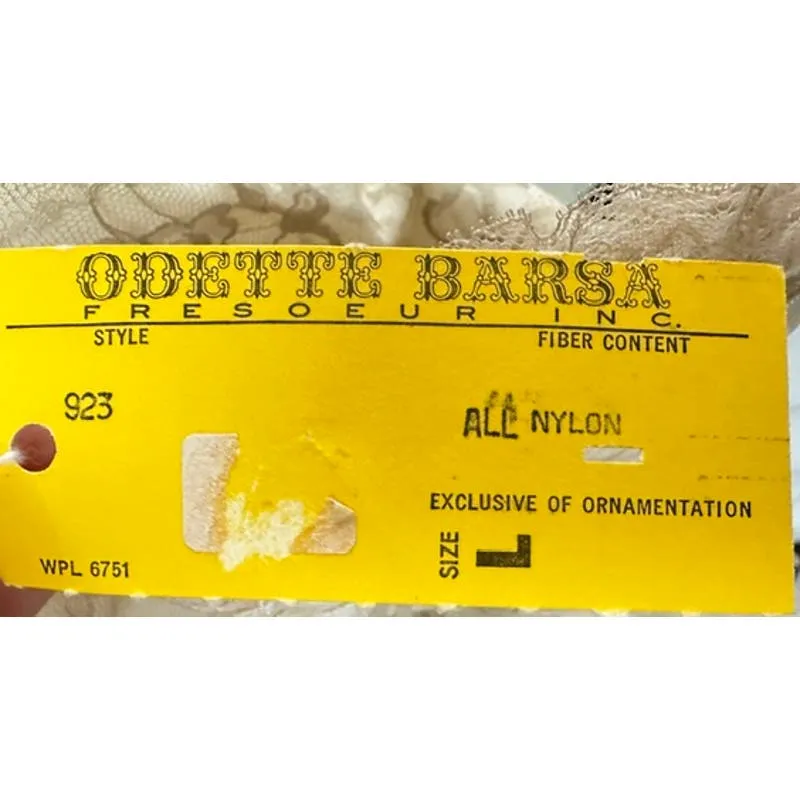 ODETTE BARSA
FRESOEUR INC.
STYLE FIBER CONTENT
923
ALL NYLON
EXCLUSIVE OF ORNAMENTATION
SIZE L
WPL 6751